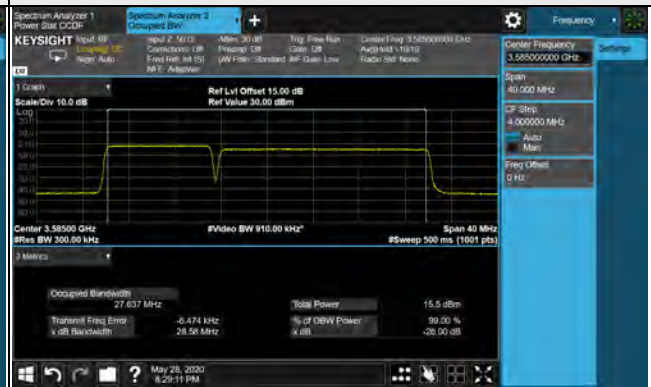 Spectrum Analyzer 1
Power Stat CCDF
Spectrum Analyzer 3
Occupied BW
+
Frequency
KEYSIGHT Input: RF
Coupling: DC
Align: Auto
Input Z: 50 Ω
Corrections: Off
Freq Ref: Int (S)
NFE: Adaptive
Atten: 30 dB
Preamp: Off
µW Path: Standard
Trig: Free Run
Gate: Off
#IF Gain: Low
Center Freq: 3.585000000 GHz
Avg|Hold: >10/10
Radio Std: None
Center Frequency
3.585000000 GHz
Settings
Span
40.000 MHz
CF Step
4.000000 MHz
Auto
Man
Freq Offset
0 Hz
1 Graph
Scale/Div 10.0 dB
Ref Lvl Offset 15.00 dB
Ref Value 30.00 dBm
Log
Center 3.58500 GHz
#Res BW 300.00 kHz
#Video BW 910.00 kHz*
Span 40 MHz
#Sweep 500 ms (1001 pts)
2 Metrics
Occupied Bandwidth
27.637 MHz
Total Power
15.5 dBm
Transmit Freq Error
-6.474 kHz
% of OBW Power
99.00 %
x dB Bandwidth
28.58 MHz
x dB
-26.00 dB
?
May 28, 2020
8:29:11 PM